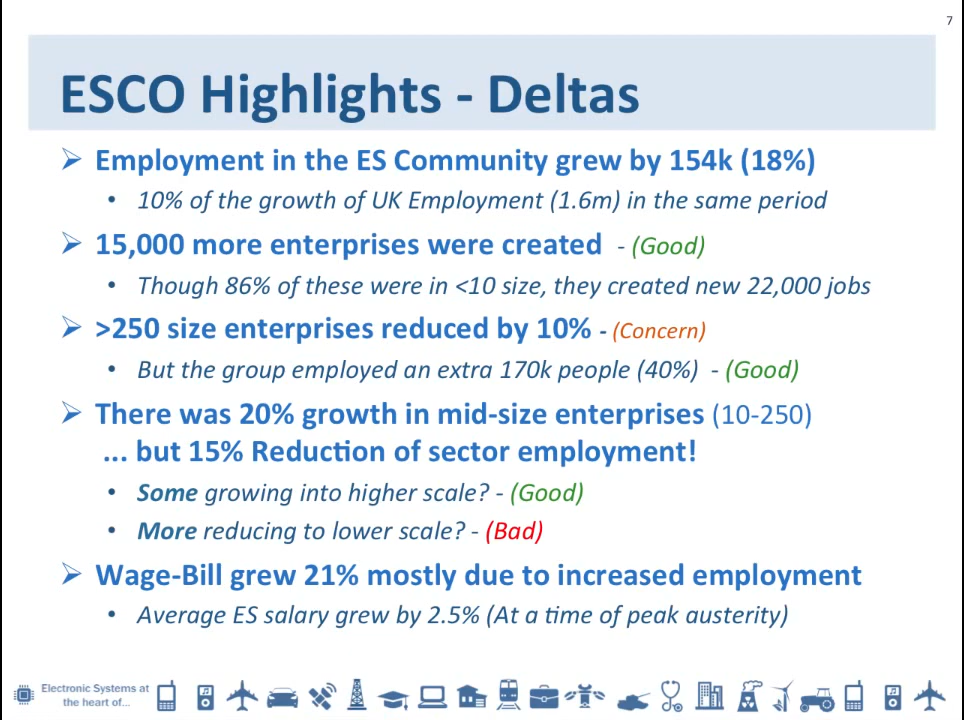 7
ESCO Highlights - Deltas
➢ Employment in the ES Community grew by 154k (18%)
• 10% of the growth of UK Employment (1.6m) in the same period
➢ 15,000 more enterprises were created - (Good)
• Though 86% of these were in <10 size, they created new 22,000 jobs
➢ >250 size enterprises reduced by 10% - (Concern)
• But the group employed an extra 170k people (40%) - (Good)
➢ There was 20% growth in mid-size enterprises (10-250)
... but 15% Reduction of sector employment!
• Some growing into higher scale? - (Good)
• More reducing to lower scale? - (Bad)
➢ Wage-Bill grew 21% mostly due to increased employment
• Average ES salary grew by 2.5% (At a time of peak austerity)
Electronic Systems at
the heart of...